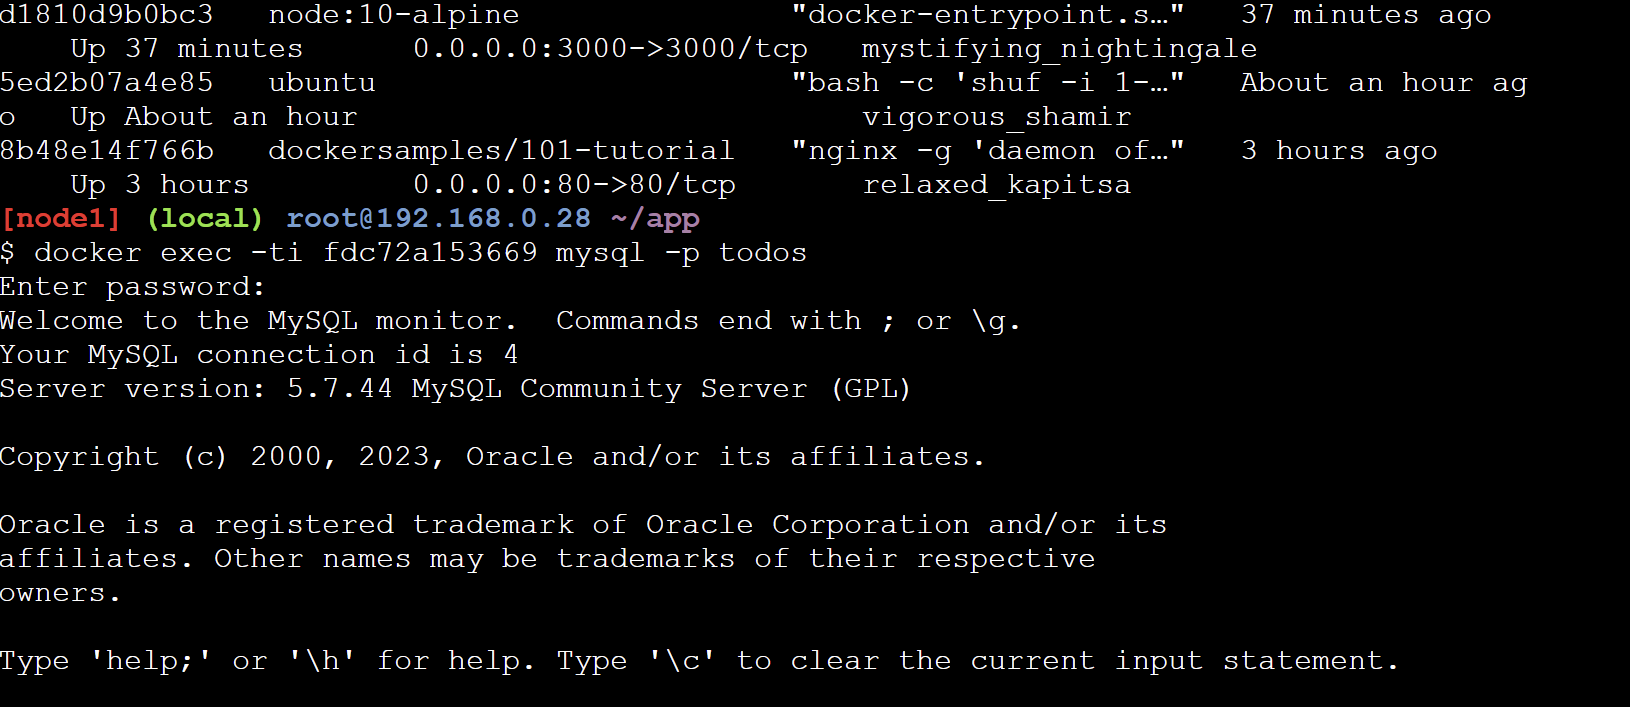 d1810d9b0bc3   node:10-alpine               "docker-entrypoint.s…"   37 minutes ago
    Up 37 minutes      0.0.0.0:3000->3000/tcp   mystifying_nightingale
5ed2b07a4e85   ubuntu                       "bash -c 'shuf -i 1-…"   About an hour ag
o   Up About an hour                            vigorous_shamir
8b48e14f766b   dockersamples/101-tutorial   "nginx -g 'daemon of…"   3 hours ago
    Up 3 hours         0.0.0.0:80->80/tcp       relaxed_kapitsa
[node1] (local) root@192.168.0.28 ~/app
$ docker exec -ti fdc72a153669 mysql -p todos
Enter password:
Welcome to the MySQL monitor.  Commands end with ; or \g.
Your MySQL connection id is 4
Server version: 5.7.44 MySQL Community Server (GPL)
Copyright (c) 2000, 2023, Oracle and/or its affiliates.
Oracle is a registered trademark of Oracle Corporation and/or its
affiliates. Other names may be trademarks of their respective
owners.
Type 'help;' or '\h' for help. Type '\c' to clear the current input statement.